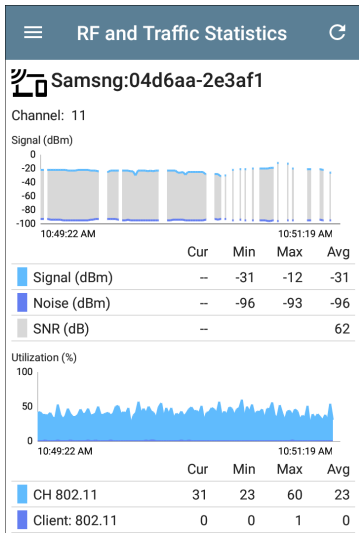 RF and Traffic Statistics
Samsng:04d6aa-2e3af1
Channel: 11
Signal (dBm)
0
-20
-40
-60
-80
-100
10:49:22 AM 10:51:19 AM
Cur Min Max Avg
Signal (dBm) -- -31 -12 -31
Noise (dBm) -- -96 -93 -96
SNR (dB) -- 62
Utilization (%)
100
50
0
10:49:22 AM 10:51:19 AM
Cur Min Max Avg
CH 802.11 31 23 60 23
Client: 802.11 0 0 1 0